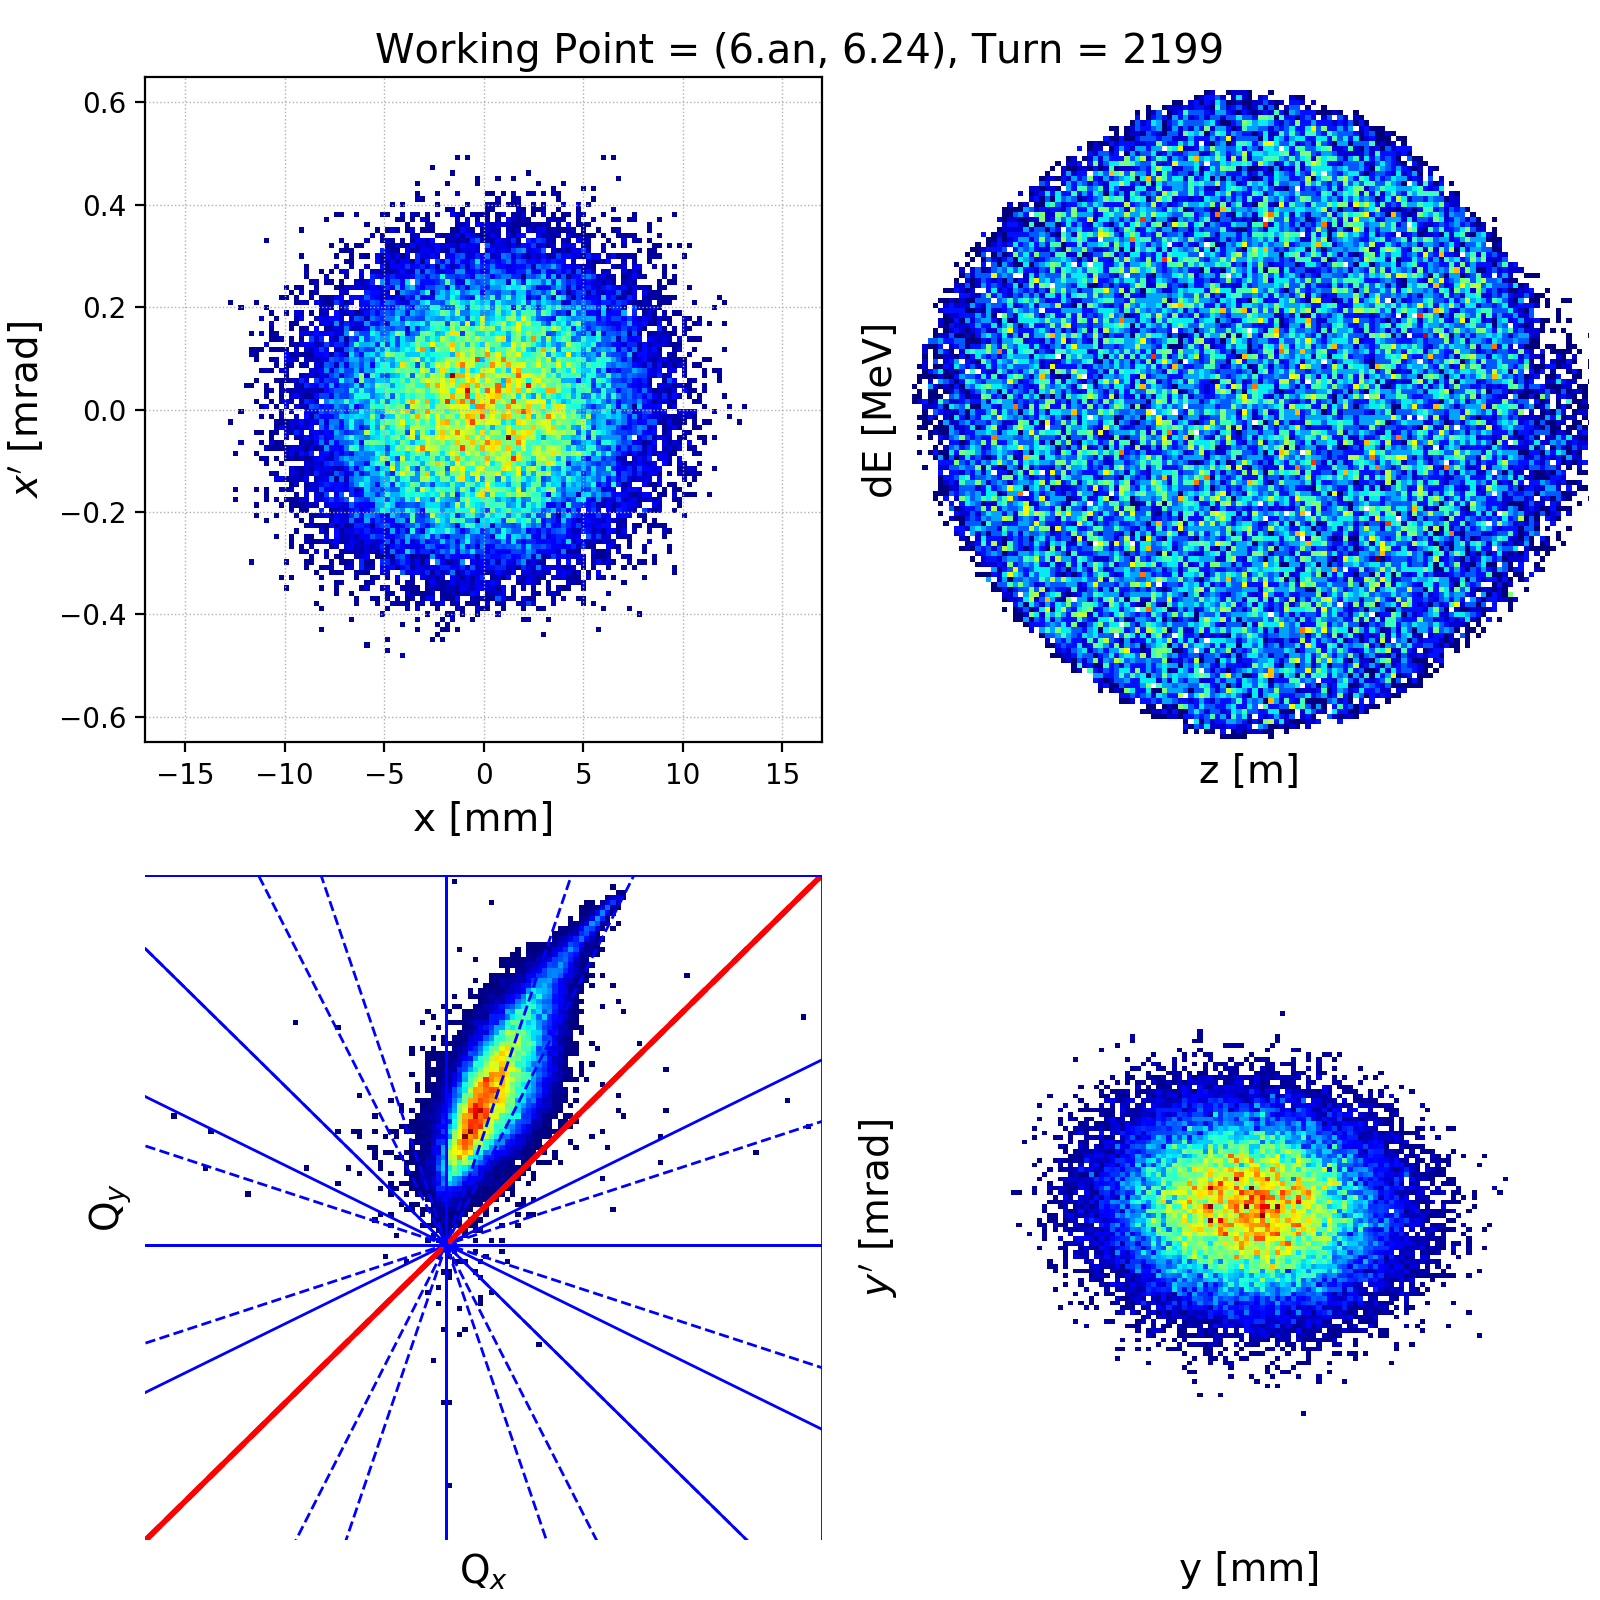 Working Point = (6.an, 6.24), Turn = 2199
0.6
0.4
0.2
0.0
−0.2
−0.4
−0.6
x′ [mrad]
−15 −10 −5 0 5 10 15
x [mm]
dE [MeV]
z [m]
Qy
Qx
y′ [mrad]
y [mm]